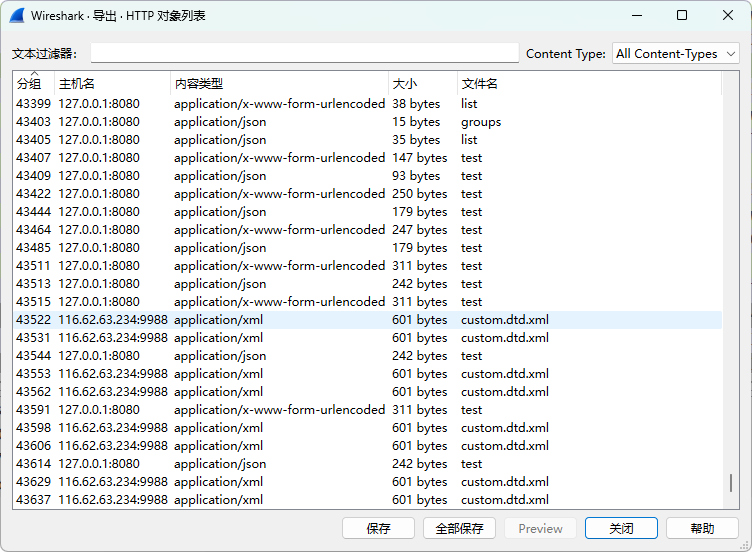 Wireshark · 导出 · HTTP 对象列表
文本过滤器: Content Type: All Content-Types
分组 主机名 内容类型 大小 文件名
43399 127.0.0.1:8080 application/x-www-form-urlencoded 38 bytes list
43403 127.0.0.1:8080 application/json 15 bytes groups
43405 127.0.0.1:8080 application/json 35 bytes list
43407 127.0.0.1:8080 application/x-www-form-urlencoded 147 bytes test
43409 127.0.0.1:8080 application/json 93 bytes test
43422 127.0.0.1:8080 application/x-www-form-urlencoded 250 bytes test
43444 127.0.0.1:8080 application/json 179 bytes test
43464 127.0.0.1:8080 application/x-www-form-urlencoded 247 bytes test
43485 127.0.0.1:8080 application/json 179 bytes test
43511 127.0.0.1:8080 application/x-www-form-urlencoded 311 bytes test
43513 127.0.0.1:8080 application/json 242 bytes test
43515 127.0.0.1:8080 application/x-www-form-urlencoded 311 bytes test
43522 116.62.63.234:9988 application/xml 601 bytes custom.dtd.xml
43531 116.62.63.234:9988 application/xml 601 bytes custom.dtd.xml
43544 127.0.0.1:8080 application/json 242 bytes test
43553 116.62.63.234:9988 application/xml 601 bytes custom.dtd.xml
43562 116.62.63.234:9988 application/xml 601 bytes custom.dtd.xml
43591 127.0.0.1:8080 application/x-www-form-urlencoded 311 bytes test
43598 116.62.63.234:9988 application/xml 601 bytes custom.dtd.xml
43606 116.62.63.234:9988 application/xml 601 bytes custom.dtd.xml
43614 127.0.0.1:8080 application/json 242 bytes test
43629 116.62.63.234:9988 application/xml 601 bytes custom.dtd.xml
43637 116.62.63.234:9988 application/xml 601 bytes custom.dtd.xml
保存 全部保存 Preview 关闭 帮助